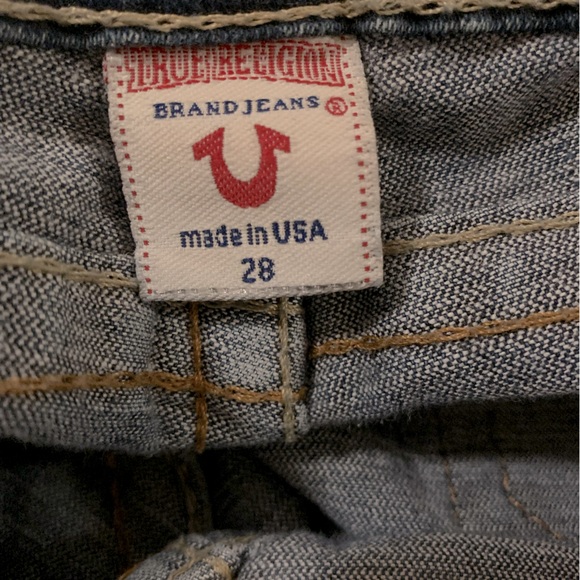 TRUE RELIGION
BRAND JEANS ®
made in USA
28